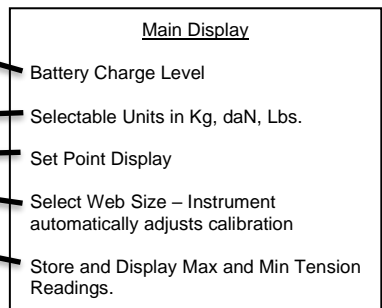 Main Display
Battery Charge Level
Selectable Units in Kg, daN, Lbs.
Set Point Display
Select Web Size – Instrument
automatically adjusts calibration
Store and Display Max and Min Tension
Readings.